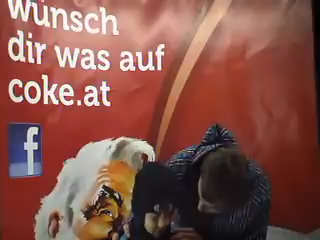 wünsch
dir was auf
coke.at
f